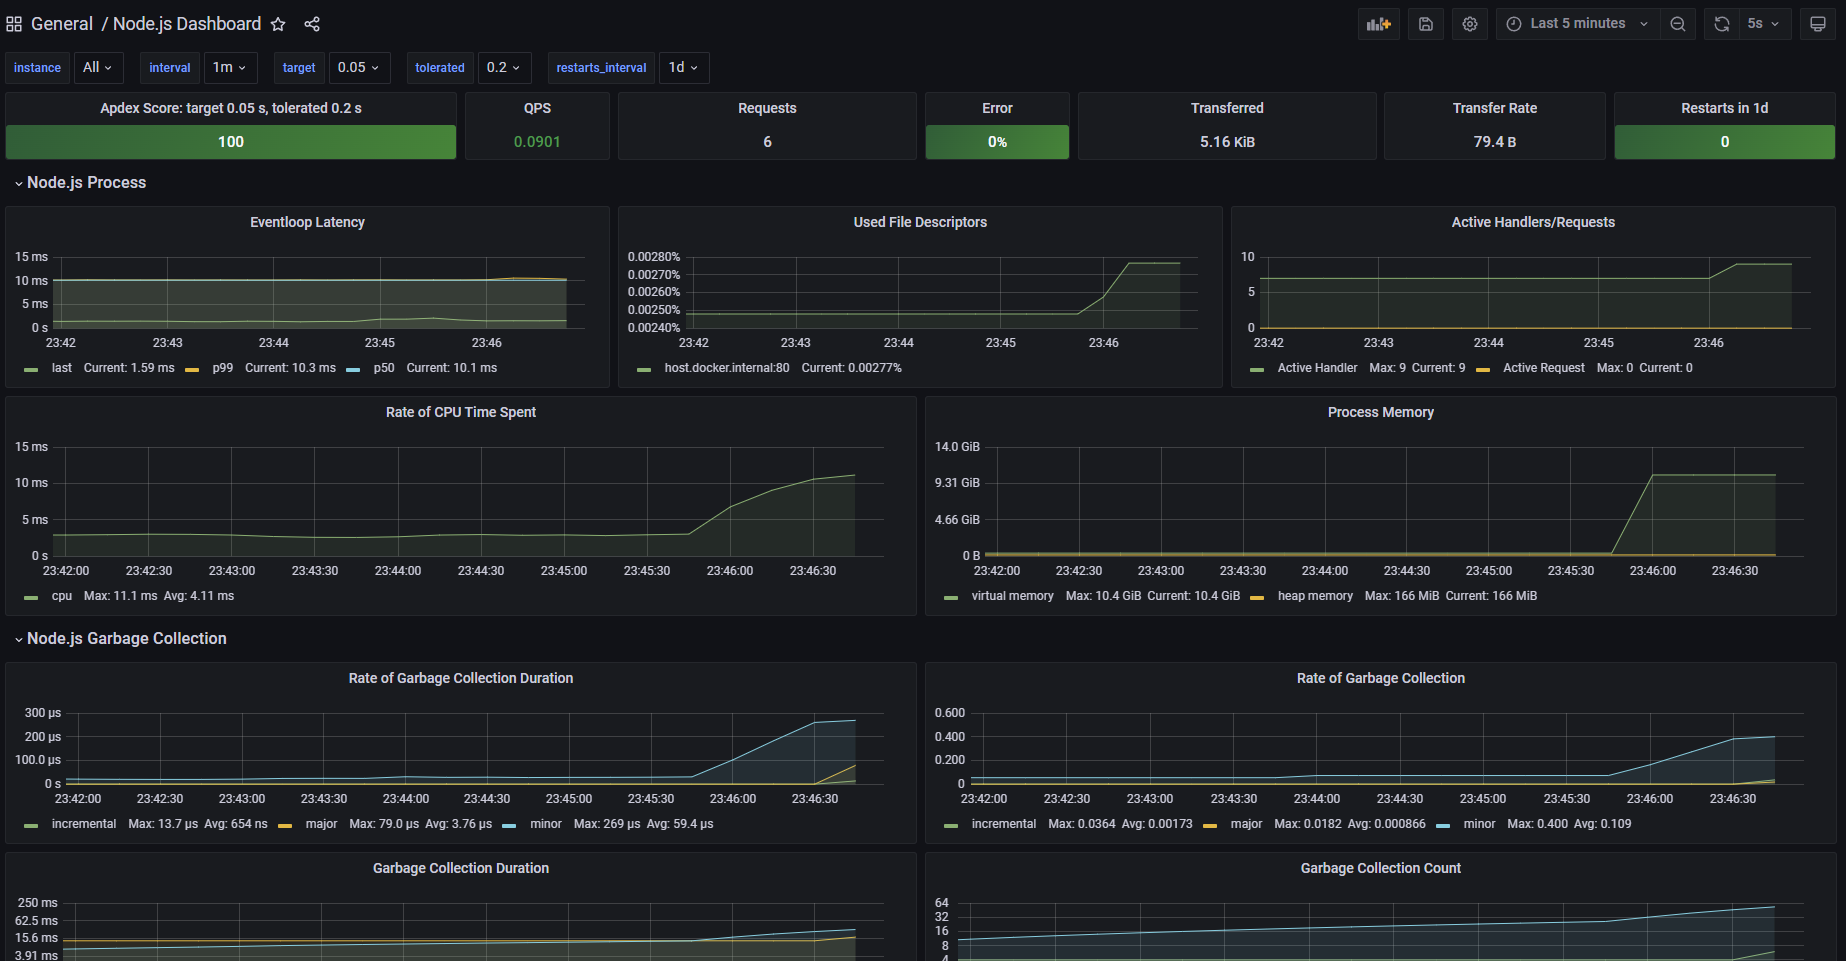 General / Node.js Dashboard
Last 5 minutes
5s
instance All interval 1m target 0.05 tolerated 0.2 restarts_interval 1d
Apdex Score: target 0.05 s, tolerated 0.2 s
100
QPS
0.0901
Requests
6
Error
0%
Transferred
5.16 KiB
Transfer Rate
79.4 B
Restarts in 1d
0
Node.js Process
Eventloop Latency
15 ms
10 ms
5 ms
0 s
23:42 23:43 23:44 23:45 23:46
last Current: 1.59 ms p99 Current: 10.3 ms p50 Current: 10.1 ms
Used File Descriptors
0.00280%
0.00270%
0.00260%
0.00250%
0.00240%
23:42 23:43 23:44 23:45 23:46
host.docker.internal:80 Current: 0.00277%
Active Handlers/Requests
10
5
0
23:42 23:43 23:44 23:45 23:46
Active Handler Max: 9 Current: 9 Active Request Max: 0 Current: 0
Rate of CPU Time Spent
15 ms
10 ms
5 ms
0 s
23:42:00 23:42:30 23:43:00 23:43:30 23:44:00 23:44:30 23:45:00 23:45:30 23:46:00 23:46:30
cpu Max: 11.1 ms Avg: 4.11 ms
Process Memory
14.0 GiB
9.31 GiB
4.66 GiB
0 B
23:42:00 23:42:30 23:43:00 23:43:30 23:44:00 23:44:30 23:45:00 23:45:30 23:46:00 23:46:30
virtual memory Max: 10.4 GiB Current: 10.4 GiB heap memory Max: 166 MiB Current: 166 MiB
Node.js Garbage Collection
Rate of Garbage Collection Duration
300 µs
200 µs
100.0 µs
0 s
23:42:00 23:42:30 23:43:00 23:43:30 23:44:00 23:44:30 23:45:00 23:45:30 23:46:00 23:46:30
incremental Max: 13.7 µs Avg: 654 ns major Max: 79.0 µs Avg: 3.76 µs minor Max: 269 µs Avg: 59.4 µs
Rate of Garbage Collection
0.600
0.400
0.200
0
23:42:00 23:42:30 23:43:00 23:43:30 23:44:00 23:44:30 23:45:00 23:45:30 23:46:00 23:46:30
incremental Max: 0.0364 Avg: 0.00173 major Max: 0.0182 Avg: 0.000866 minor Max: 0.400 Avg: 0.109
Garbage Collection Duration
250 ms
62.5 ms
15.6 ms
3.91 ms
Garbage Collection Count
64
32
16
8
4